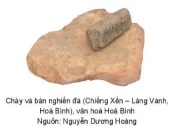 Chày và bàn nghiền đá (Chiềng Xến – Làng Vành,
Hoà Bình), văn hoá Hoà Bình
Nguồn: Nguyễn Dương Hoàng